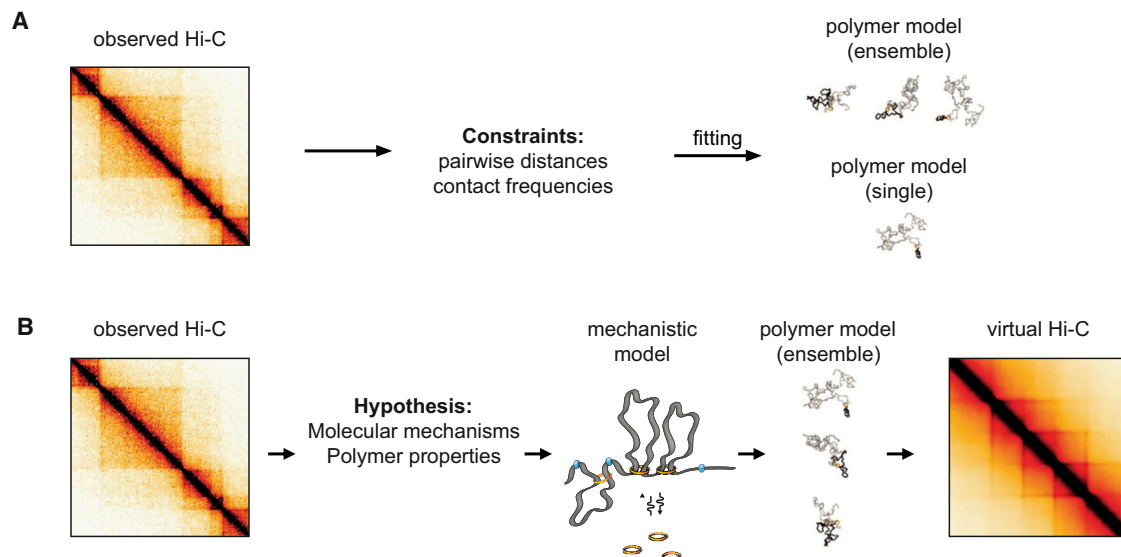 A
observed Hi-C
Constraints:
pairwise distances
contact frequencies
fitting
polymer model
(ensemble)
polymer model
(single)
B
observed Hi-C
Hypothesis:
Molecular mechanisms
Polymer properties
mechanistic
model
polymer model
(ensemble)
virtual Hi-C